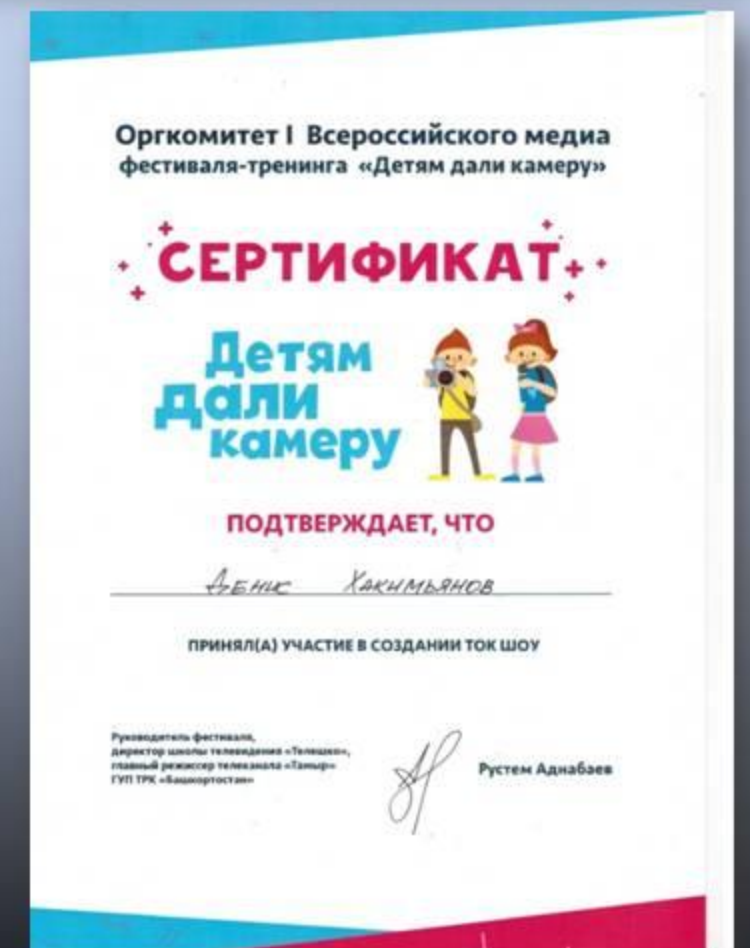 Оргкомитет I Всероссийского медиа
фестиваля-тренинга «Детям дали камеру»
СЕРТИФИКАТ
Детям
дали
камеру
ПОДТВЕРЖДАЕТ, ЧТО
Денис Хакимьянов
ПРИНЯЛ(А) УЧАСТИЕ В СОЗДАНИИ ТОК ШОУ
Руководитель фестиваля,
директор школы телевидения «Телешко»,
главный режиссер телеканала «Тамыр»
ГУП ТРК «Башкортостан»
Рустем Аднабаев